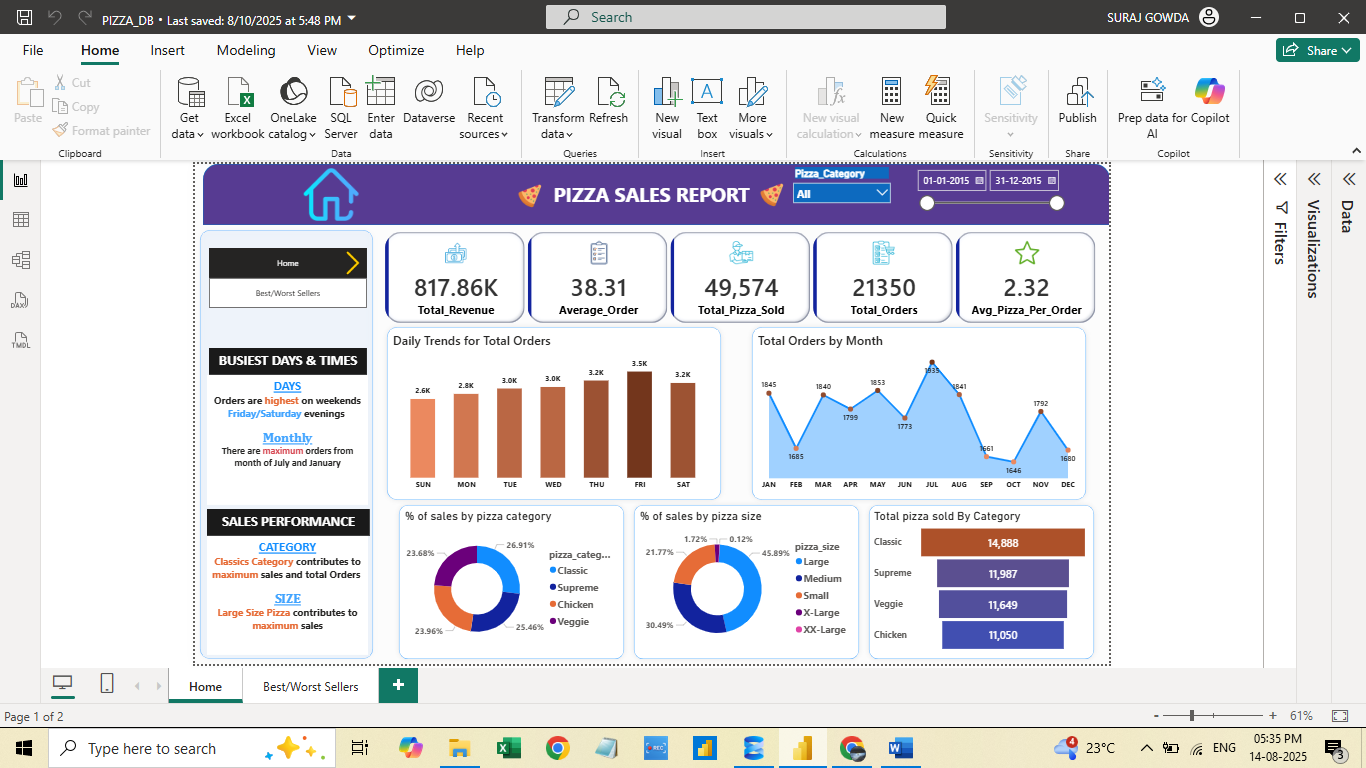 PIZZA_DB • Last saved: 8/10/2025 at 5:48 PM
Search
SURAJ GOWDA
File Home Insert Modeling View Optimize Help
Share
Paste
Cut
Copy
Format painter
Clipboard
Get data
Excel workbook
OneLake catalog
SQL Server
Enter data
Dataverse
Recent sources
Data
Transform data
Refresh
Queries
New visual
Text box
More visuals
Insert
New visual calculation
New measure
Quick measure
Calculations
Sensitivity
Sensitivity
Publish
Share
Prep data for AI
Copilot
Copilot
PIZZA SALES REPORT
Pizza_Category
All
01-01-2015
31-12-2015
Home
Best/Worst Sellers
BUSIEST DAYS & TIMES
DAYS
Orders are highest on weekends
Friday/Saturday evenings
Monthly
There are maximum orders from
month of July and January
SALES PERFORMANCE
CATEGORY
Classics Category contributes to
maximum sales and total Orders
SIZE
Large Size Pizza contributes to
maximum sales
817.86K
Total_Revenue
38.31
Average_Order
49,574
Total_Pizza_Sold
21350
Total_Orders
2.32
Avg_Pizza_Per_Order
Daily Trends for Total Orders
2.6K 2.8K 3.0K 3.0K 3.2K 3.5K 3.2K
SUN MON TUE WED THU FRI SAT
Total Orders by Month
1845 1685 1840 1799 1853 1773 1935 1841 1661 1646 1792 1680
JAN FEB MAR APR MAY JUN JUL AUG SEP OCT NOV DEC
% of sales by pizza category
26.91%
25.46%
23.96%
23.68%
pizza_categ...
Classic
Supreme
Chicken
Veggie
% of sales by pizza size
1.72% 0.12%
45.89%
30.49%
21.77%
pizza_size
Large
Medium
Small
X-Large
XX-Large
Total pizza sold By Category
Classic 14,888
Supreme 11,987
Veggie 11,649
Chicken 11,050
Filters
Visualizations
Data
DAX
TMDL
Home
Best/Worst Sellers
+
Page 1 of 2
- + 61%
Type here to search
REC
4
23°C
ENG
05:35 PM
14-08-2025
3